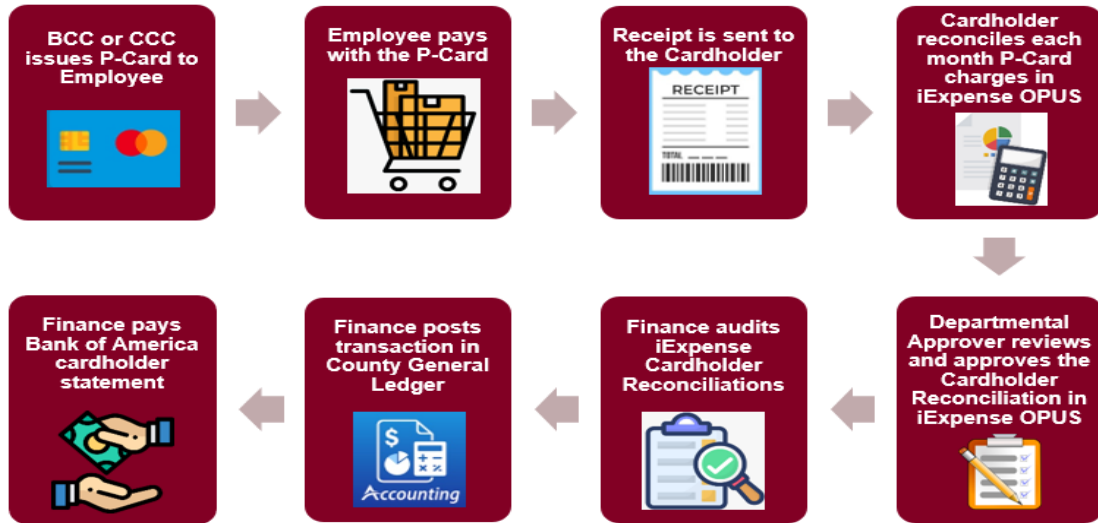 BCC or CCC
issues P-Card to
Employee
Employee pays
with the P-Card
Receipt is sent to
the Cardholder
RECEIPT
TOTAL
Cardholder
reconciles each
month P-Card
charges in
iExpense OPUS
Departmental
Approver reviews
and approves the
Cardholder
Reconciliation in
iExpense OPUS
Finance audits
iExpense
Cardholder
Reconciliations
Finance posts
transaction in
County General
Ledger
$
Accounting
Finance pays
Bank of America
cardholder
statement